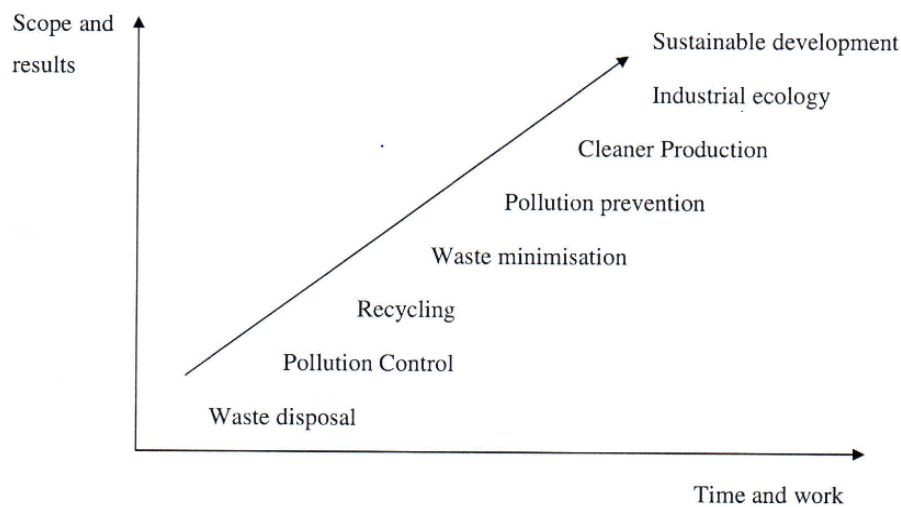 Scope and
results
Sustainable development
Industrial ecology
Cleaner Production
Pollution prevention
Waste minimisation
Recycling
Pollution Control
Waste disposal
Time and work